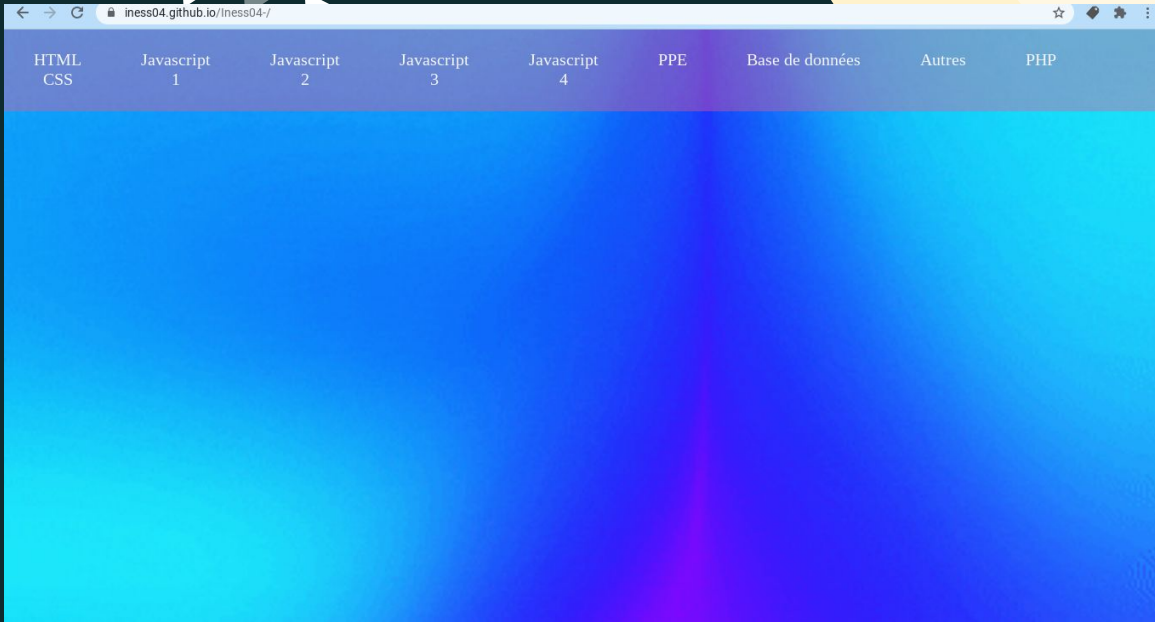 iness04.github.io/Iness04-/
HTML CSS
Javascript 1
Javascript 2
Javascript 3
Javascript 4
PPE
Base de données
Autres
PHP